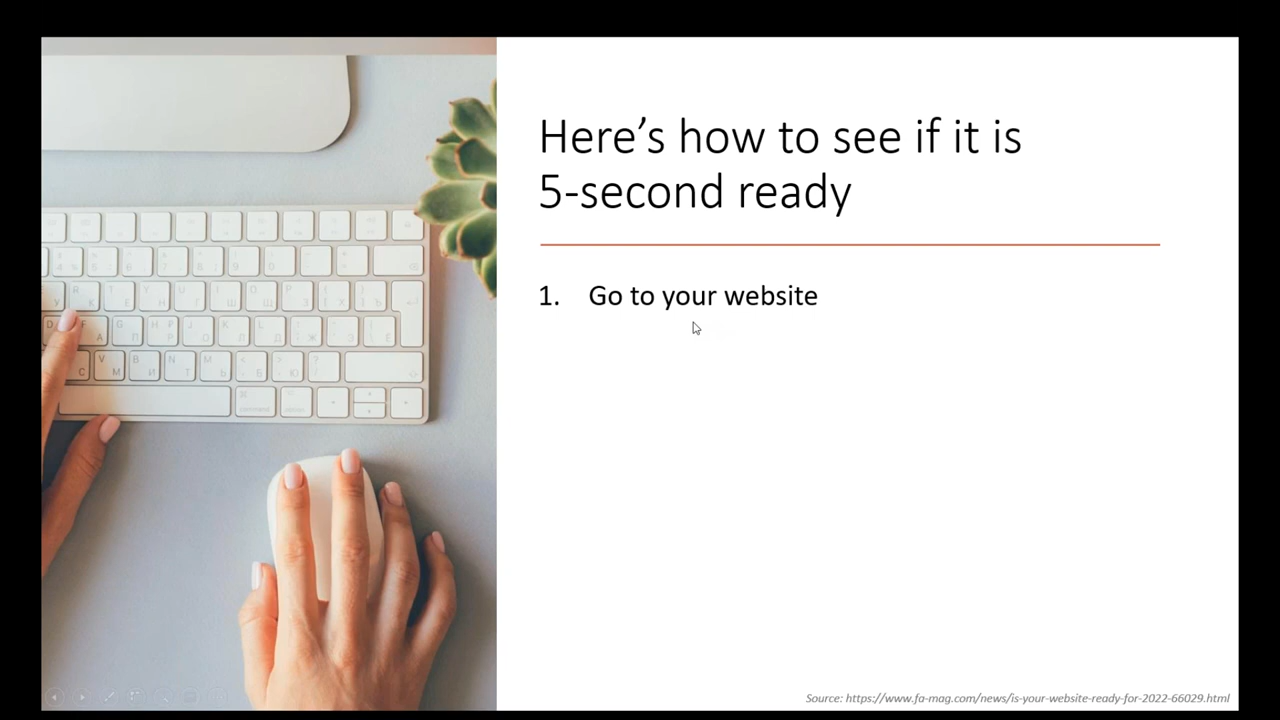 Here’s how to see if it is
5-second ready
1. Go to your website
Source: https://www.fa-mag.com/news/is-your-website-ready-for-2022-66029.html